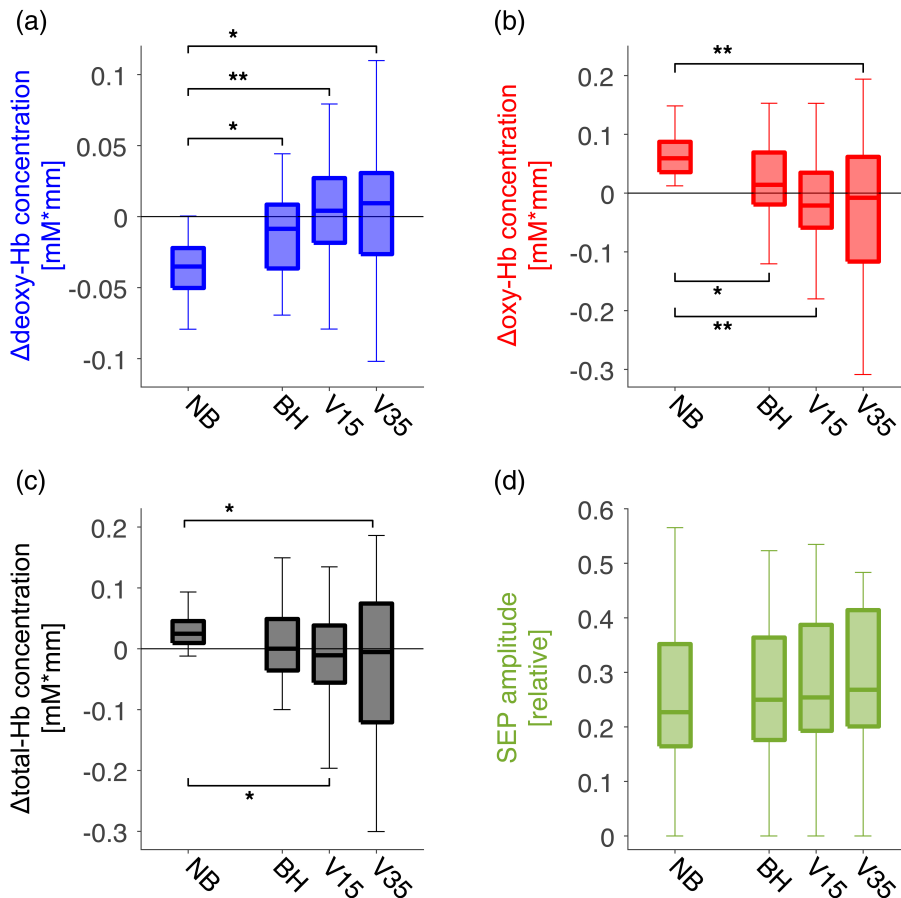 (a)
Δdeoxy-Hb concentration
[mM*mm]
0.1
0.05
0
-0.05
-0.1
*
**
*
NB
BH
V15
V35
(b)
Δoxy-Hb concentration
[mM*mm]
0.2
0.1
0
-0.1
-0.2
-0.3
**
*
**
NB
BH
V15
V35
(c)
Δtotal-Hb concentration
[mM*mm]
0.2
0.1
0
-0.1
-0.2
-0.3
*
*
NB
BH
V15
V35
(d)
SEP amplitude
[relative]
0.6
0.5
0.4
0.3
0.2
0.1
0
NB
BH
V15
V35